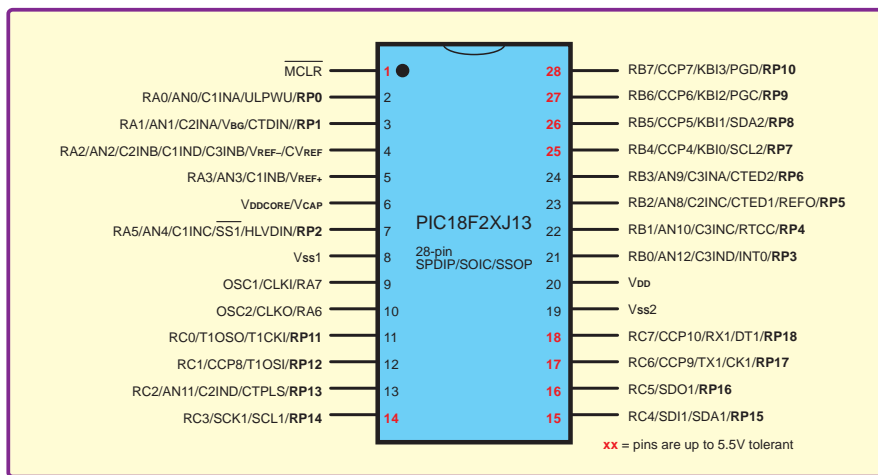 MCLR
RA0/AN0/C1INA/ULPWU/RP0
RA1/AN1/C2INA/VBG/CTDIN//RP1
RA2/AN2/C2INB/C1IND/C3INB/VREF–/CVREF
RA3/AN3/C1INB/VREF+
VDDCORE/VCAP
RA5/AN4/C1INC/SS1/HLVDIN/RP2
VSS1
OSC1/CLKI/RA7
OSC2/CLKO/RA6
RC0/T1OSO/T1CKI/RP11
RC1/CCP8/T1OSI/RP12
RC2/AN11/C2IND/CTPLS/RP13
RC3/SCK1/SCL1/RP14
1
2
3
4
5
6
7
8
9
10
11
12
13
14
PIC18F2XJ13
28-pin
SPDIP/SOIC/SSOP
28
27
26
25
24
23
22
21
20
19
18
17
16
15
RB7/CCP7/KBI3/PGD/RP10
RB6/CCP6/KBI2/PGC/RP9
RB5/CCP5/KBI1/SDA2/RP8
RB4/CCP4/KBI0/SCL2/RP7
RB3/AN9/C3INA/CTED2/RP6
RB2/AN8/C2INC/CTED1/REFO/RP5
RB1/AN10/C3INC/RTCC/RP4
RB0/AN12/C3IND/INT0/RP3
VDD
VSS2
RC7/CCP10/RX1/DT1/RP18
RC6/CCP9/TX1/CK1/RP17
RC5/SDO1/RP16
RC4/SDI1/SDA1/RP15
xx = pins are up to 5.5V tolerant